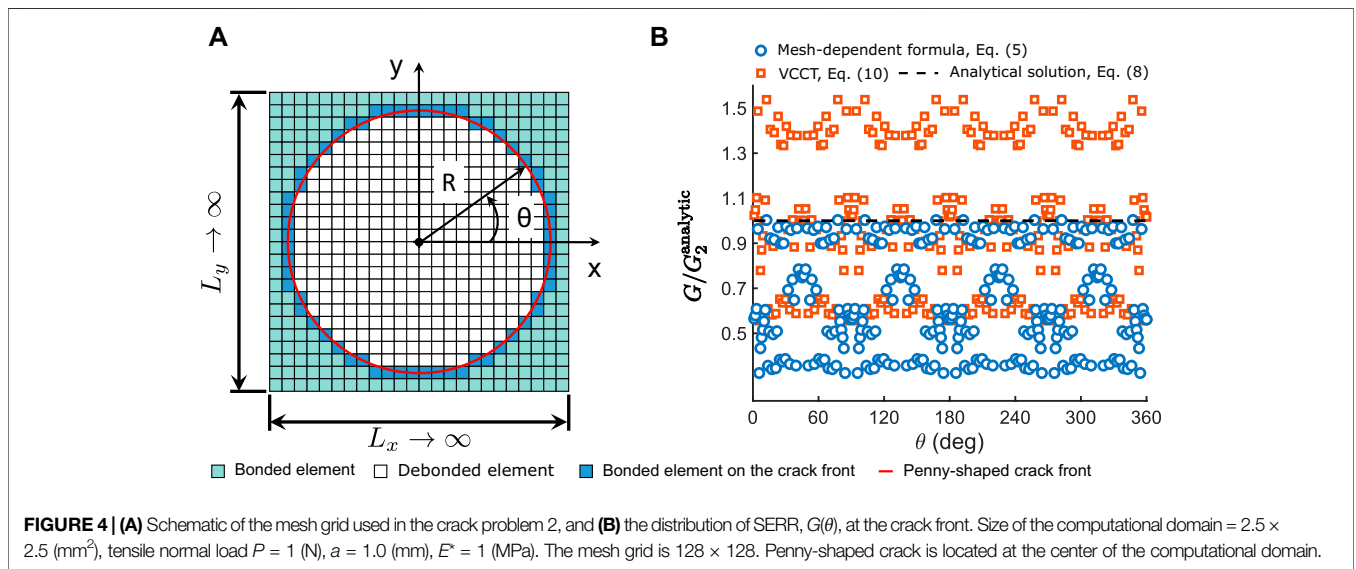 A
y
R
θ
x
L_y → ∞
L_x → ∞
B
Mesh-dependent formula, Eq. (5)
VCCT, Eq. (10) Analytical solution, Eq. (8)
G/G_2^analytic
1.5
1.3
1.1
0.9
0.7
0.5
0 60 120 180 240 300 360
θ (deg)
Bonded element Debonded element Bonded element on the crack front Penny-shaped crack front
FIGURE 4 | (A) Schematic of the mesh grid used in the crack problem 2, and (B) the distribution of SERR, G(θ), at the crack front. Size of the computational domain = 2.5 ×
2.5 (mm²), tensile normal load P = 1 (N), a = 1.0 (mm), E* = 1 (MPa). The mesh grid is 128 × 128. Penny-shaped crack is located at the center of the computational domain.